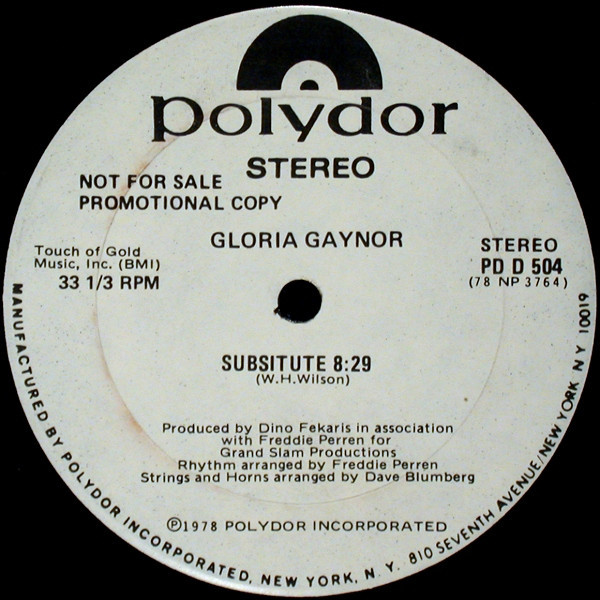 polydor
STEREO
NOT FOR SALE
PROMOTIONAL COPY
GLORIA GAYNOR
Touch of Gold
Music, Inc. (BMI)
33 1/3 RPM
STEREO
PD D 504
(78 NP 3764)
SUBSITUTE 8:29
(W.H.Wilson)
Produced by Dino Fekaris in association
with Freddie Perren for
Grand Slam Productions
Rhythm arranged by Freddie Perren
Strings and Horns arranged by Dave Blumberg
℗1978 POLYDOR INCORPORATED
MANUFACTURED BY POLYDOR INCORPORATED, NEW YORK, N. Y. 810 SEVENTH AVENUE/NEW YORK N Y 10019